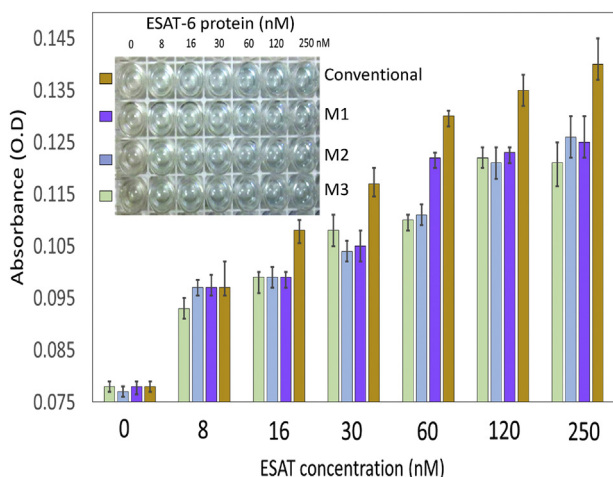 ESAT-6 protein (nM)
0 8 16 30 60 120 250 nM
Conventional
M1
M2
M3
Absorbance (O.D)
0.145
0.135
0.125
0.115
0.105
0.095
0.085
0.075
0 8 16 30 60 120 250
ESAT concentration (nM)